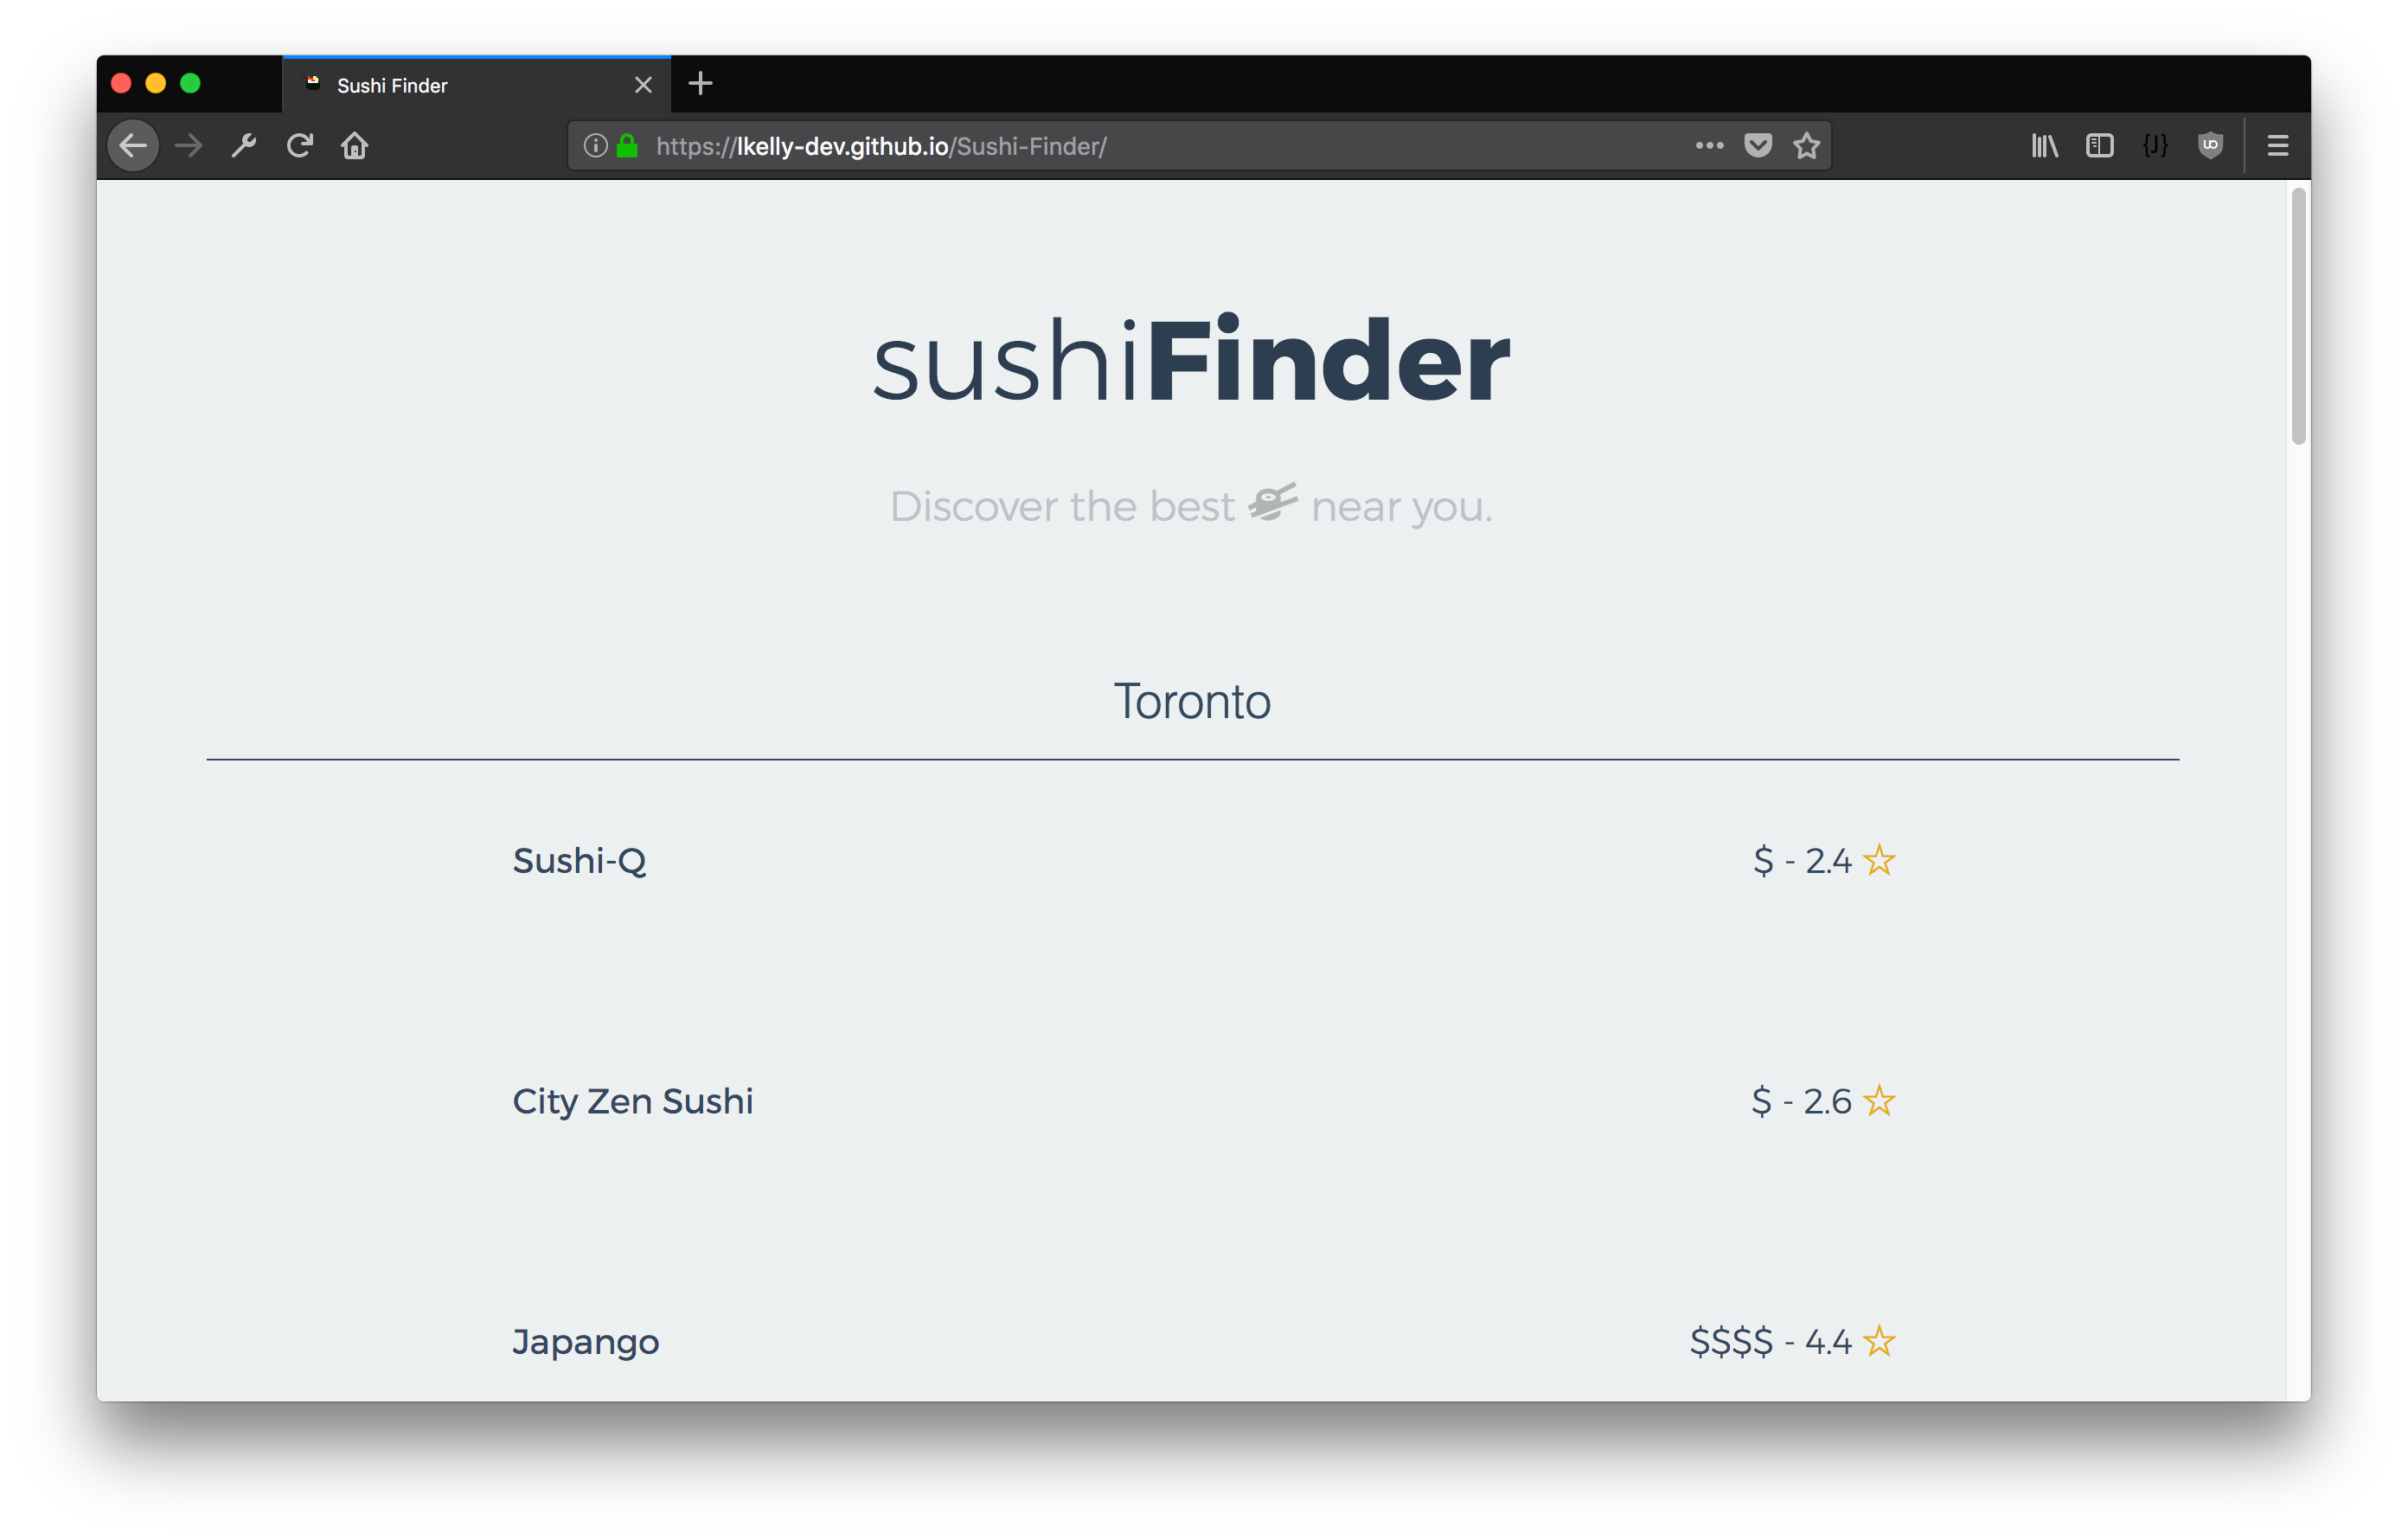 Sushi Finder
https://lkelly-dev.github.io/Sushi-Finder/
{J}
sushiFinder
Discover the best near you.
Toronto
Sushi-Q $ - 2.4
City Zen Sushi $ - 2.6
Japango $$$$ - 4.4